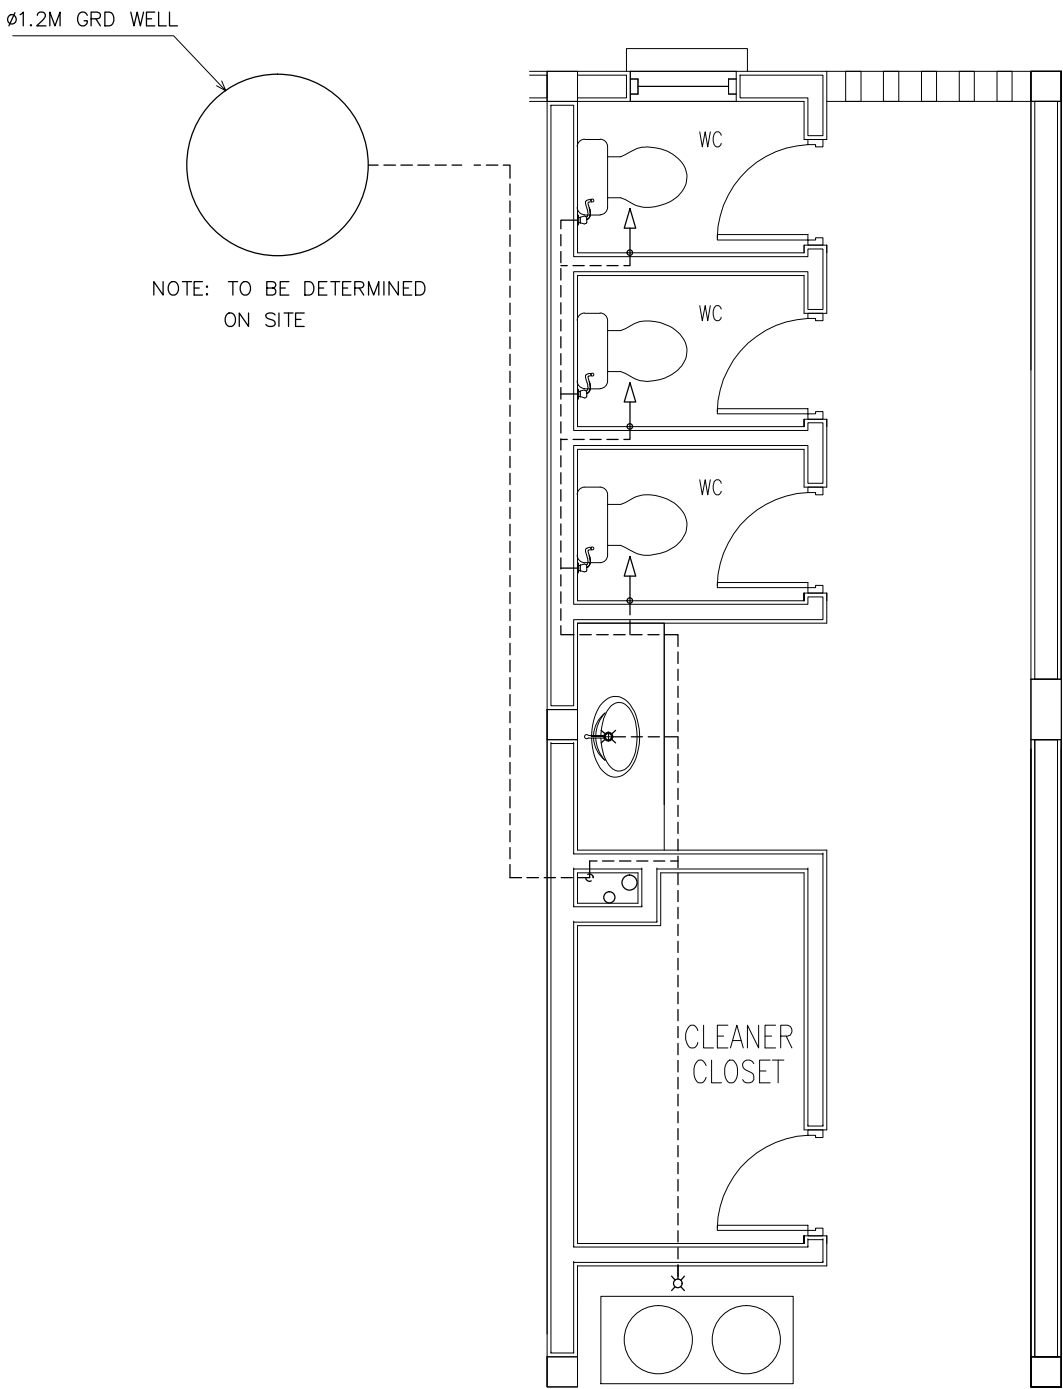 ø1.2M GRD WELL
NOTE: TO BE DETERMINED
ON SITE
WC
WC
WC
CLEANER
CLOSET